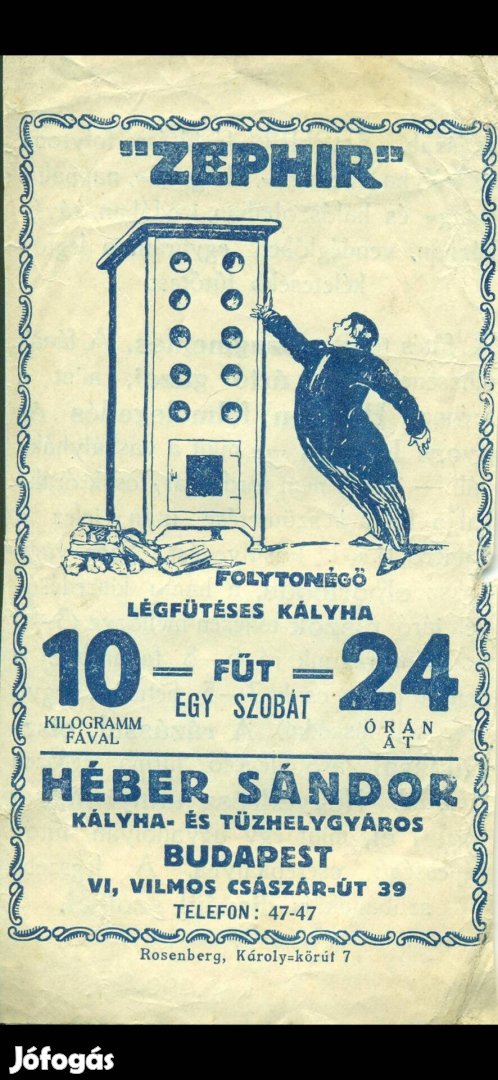 "ZEPHIR"
FOLYTONÉGŐ
LÉGFŰTÉSES KÁLYHA
10 = FŰT = 24
KILOGRAMM FÁVAL EGY SZOBÁT ÓRÁN ÁT
HÉBER SÁNDOR
KÁLYHA- ÉS TŰZHELYGYÁROS
BUDAPEST
VI, VILMOS CSÁSZÁR-ÚT 39
TELEFON: 47-47
Rosenberg, Károly=körút 7
Jófogás